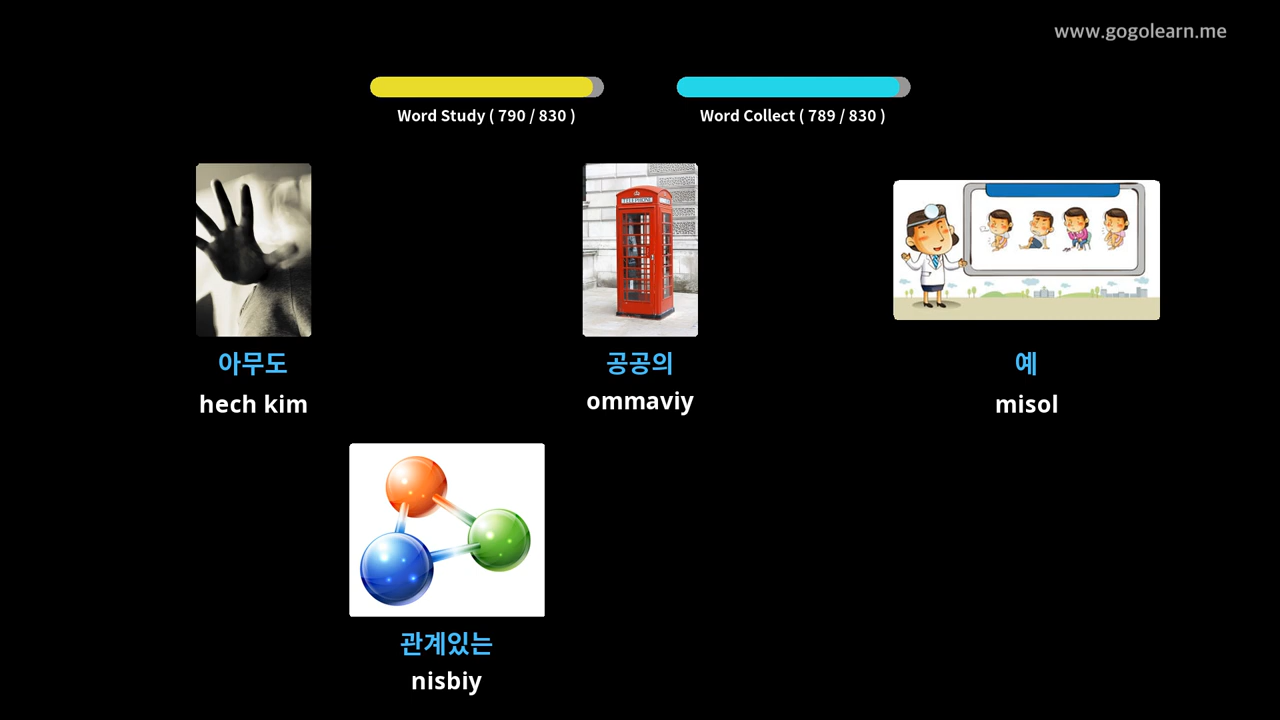 www.gogolearn.me
Word Study ( 790 / 830 )
Word Collect ( 789 / 830 )
TELEPHONE
아무도
공공의
예
hech kim
ommaviy
misol
관계있는
nisbiy